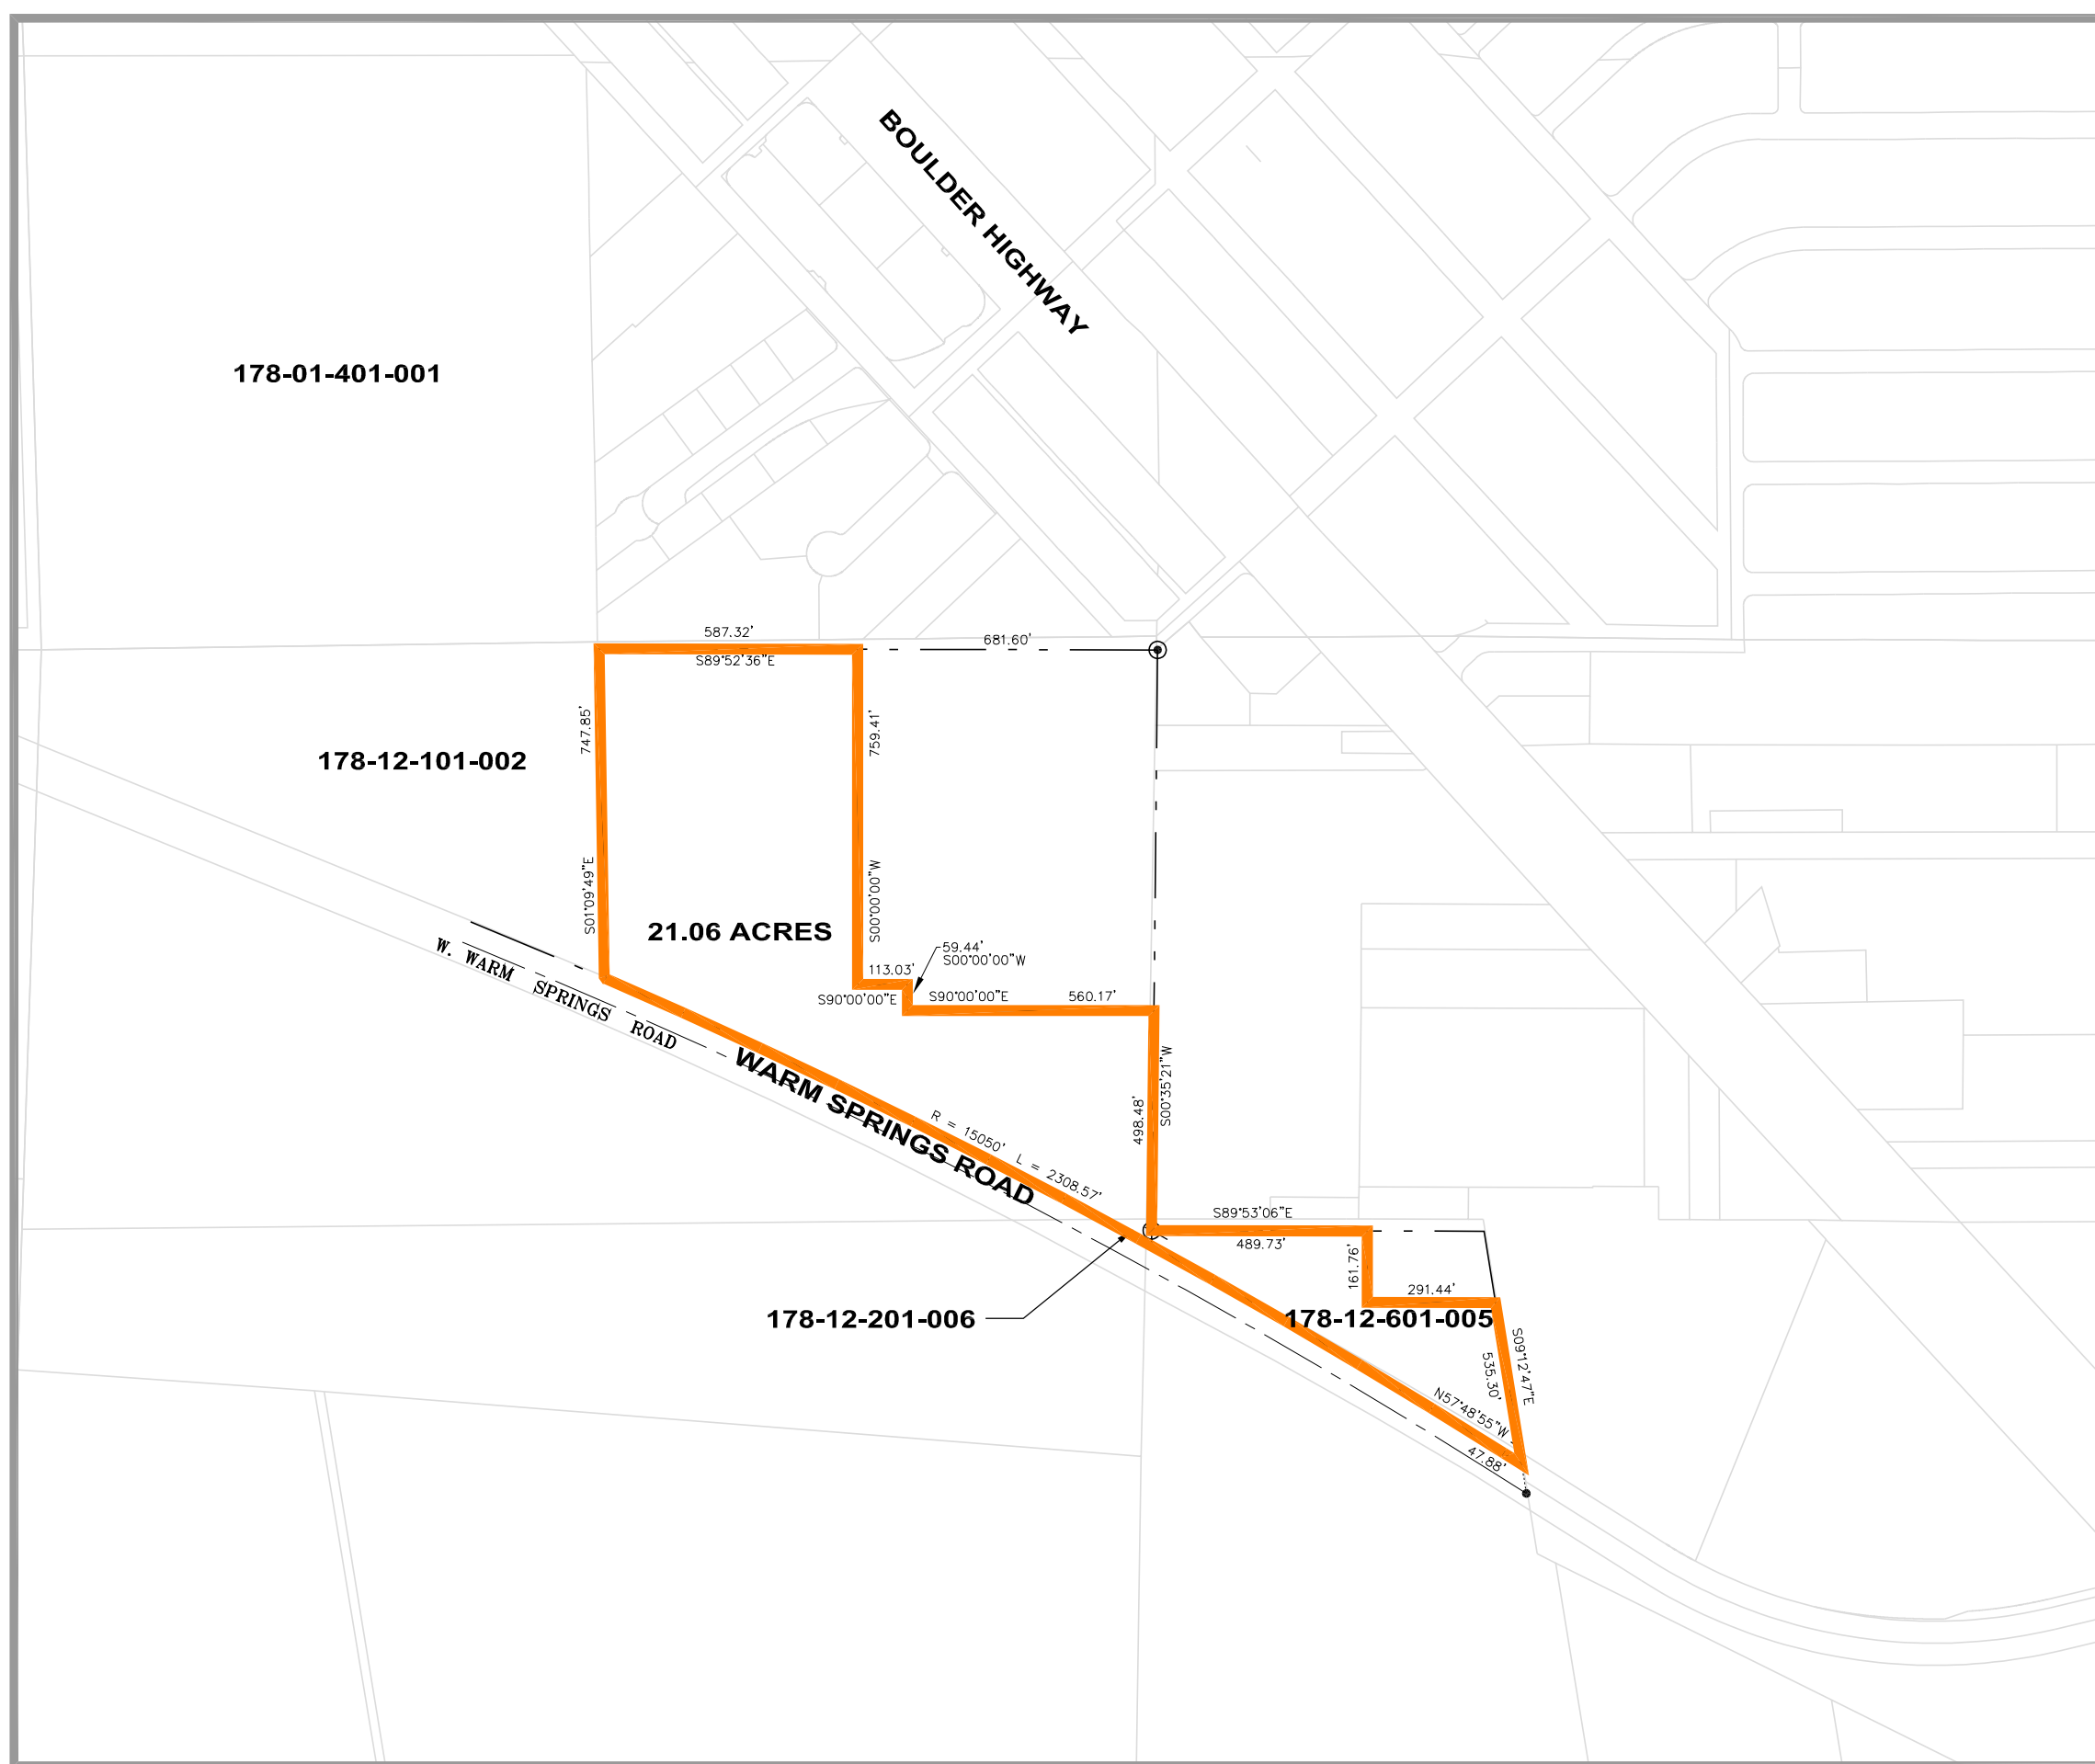 BOULDER HIGHWAY
178-01-401-001
587.32'
681.60'
S89°52'36"E
747.85'
759.41'
178-12-101-002
S01°09'49"E
S00°00'00"W
21.06 ACRES
59.44'
S00°00'00"W
113.03'
S90°00'00"E
S90°00'00"E
560.17'
W. WARM SPRINGS ROAD
WARM SPRINGS ROAD
R = 15050' L = 2308.57'
498.48'
S00°35'21"W
S89°53'06"E
489.73'
161.76'
291.44'
178-12-201-006
178-12-601-005
S09°12'47"E
535.30'
N57°48'55"W
47.88'